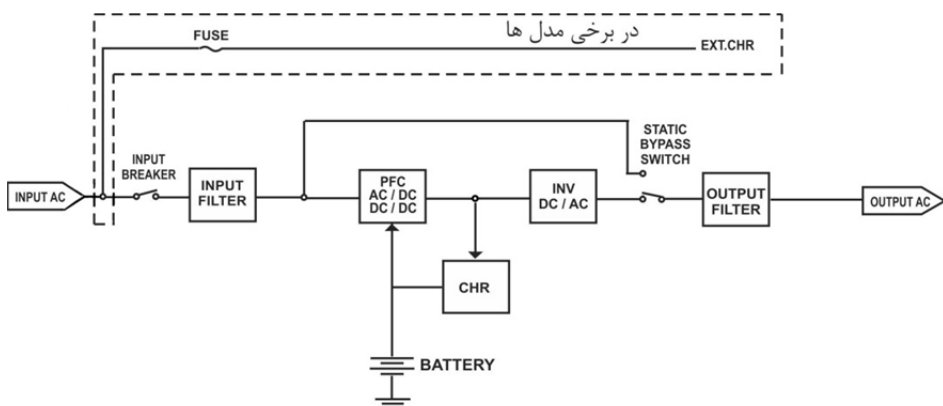 FUSE
در برخی مدل ها
EXT.CHR
STATIC
BYPASS
SWITCH
INPUT
BREAKER
INPUT AC
INPUT
FILTER
PFC
AC / DC
DC / DC
INV
DC / AC
OUTPUT
FILTER
OUTPUT AC
CHR
BATTERY